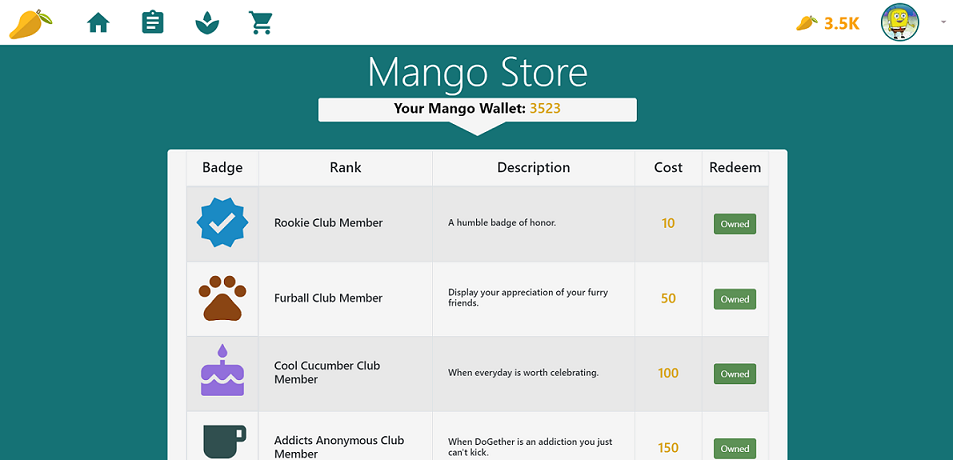 3.5K
Mango Store
Your Mango Wallet: 3523
Badge Rank Description Cost Redeem
Rookie Club Member A humble badge of honor. 10 Owned
Furball Club Member Display your appreciation of your furry
friends. 50 Owned
Cool Cucumber Club
Member When everyday is worth celebrating. 100 Owned
Addicts Anonymous Club
Member When DoGether is an addiction you just
can't kick. 150 Owned